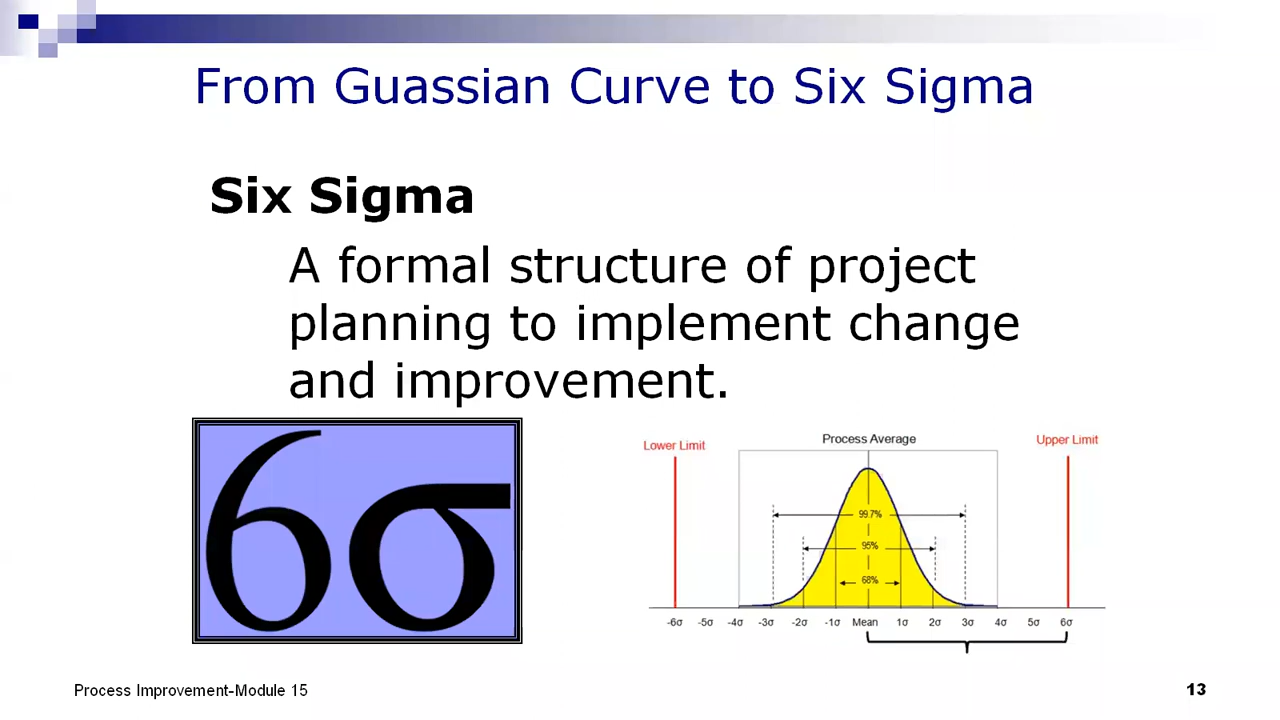 From Guassian Curve to Six Sigma
Six Sigma
A formal structure of project
planning to implement change
and improvement.
6σ
Lower Limit
Process Average
Upper Limit
99.7%
95%
68%
-6σ -5σ -4σ -3σ -2σ -1σ Mean 1σ 2σ 3σ 4σ 5σ 6σ
Process Improvement-Module 15
13